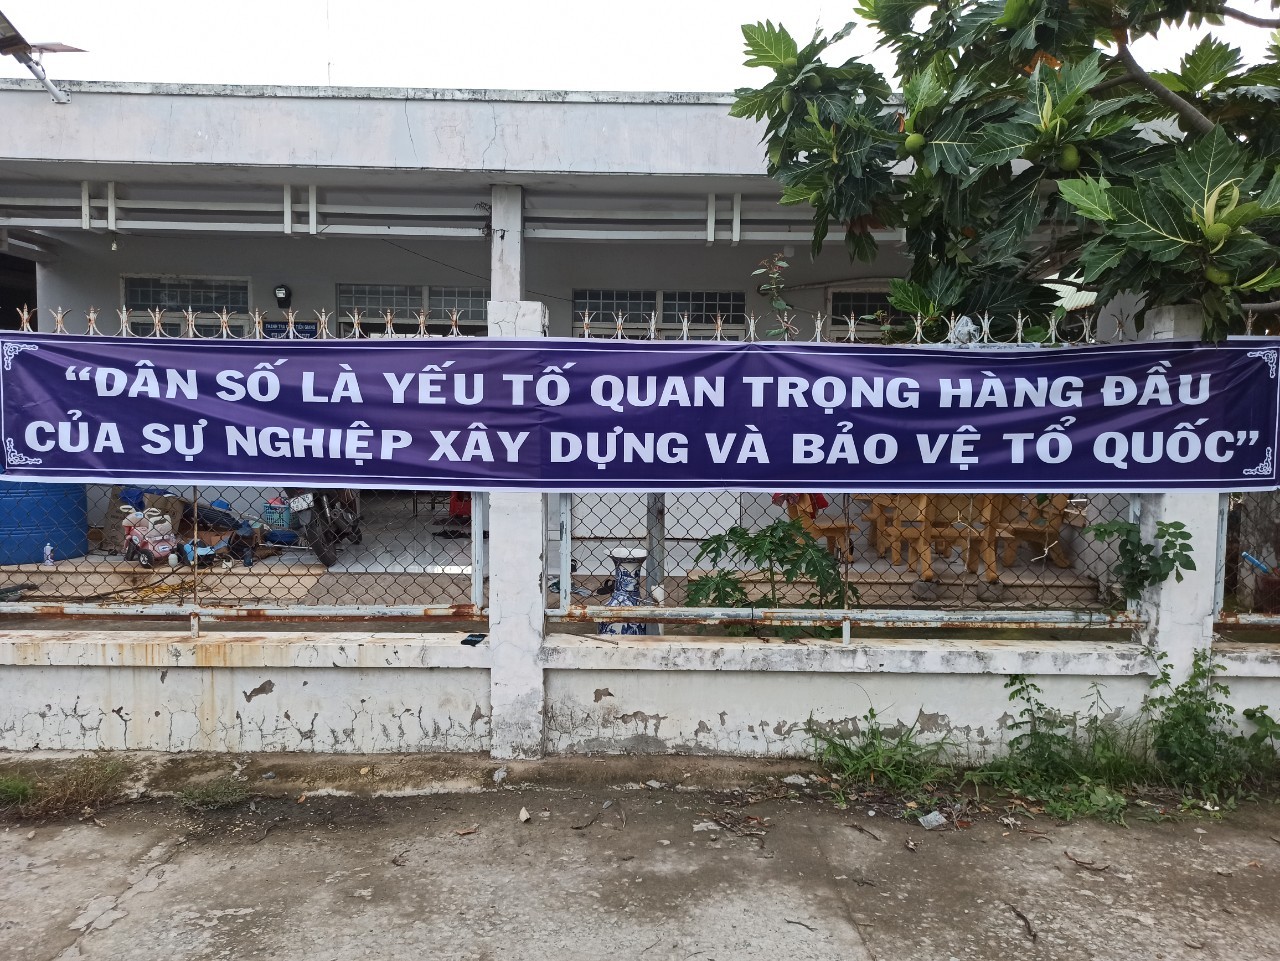 “DÂN SỐ LÀ YẾU TỐ QUAN TRỌNG HÀNG ĐẦU
CỦA SỰ NGHIỆP XÂY DỰNG VÀ BẢO VỆ TỔ QUỐC”